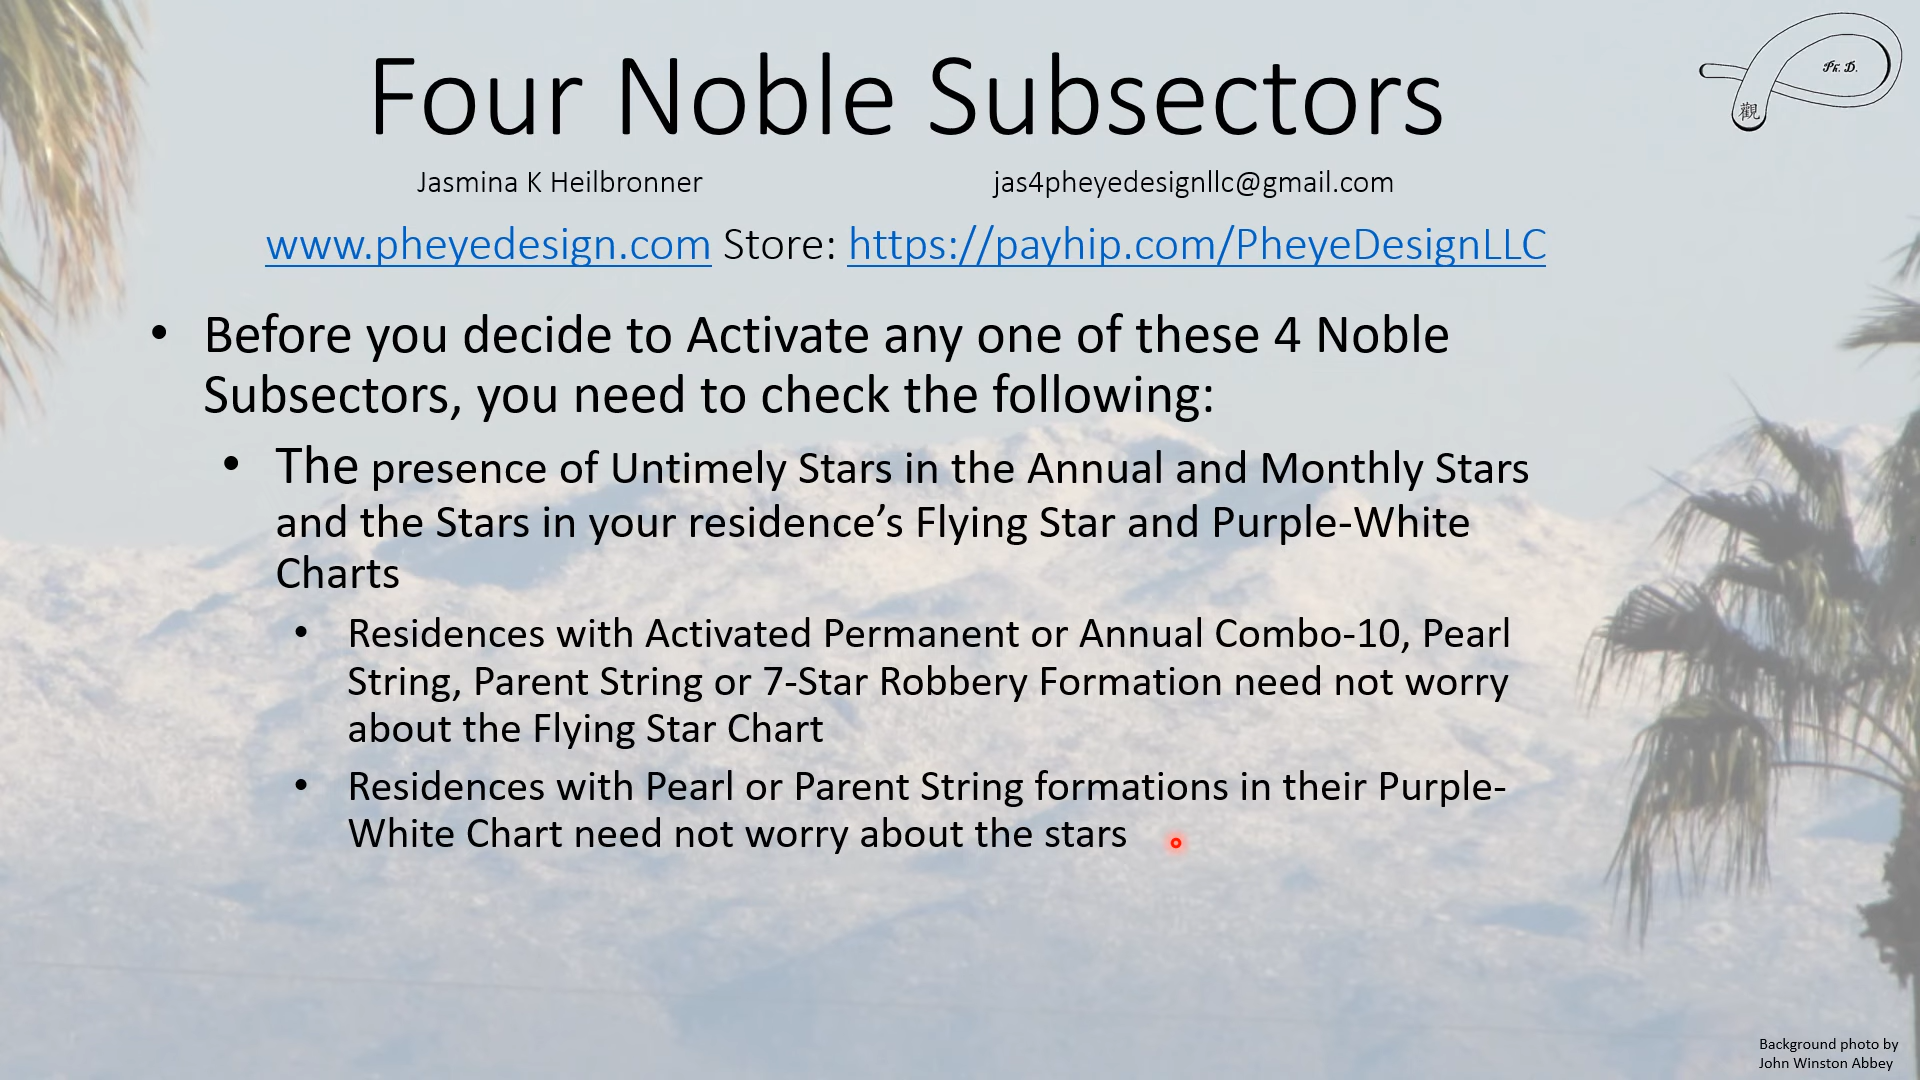 Four Noble Subsectors
Ph. D.
觀
Jasmina K Heilbronner jas4pheyedesignllc@gmail.com
www.pheyedesign.com Store: https://payhip.com/PheyeDesignLLC
• Before you decide to Activate any one of these 4 Noble
Subsectors, you need to check the following:
• The presence of Untimely Stars in the Annual and Monthly Stars
and the Stars in your residence’s Flying Star and Purple-White
Charts
• Residences with Activated Permanent or Annual Combo-10, Pearl
String, Parent String or 7-Star Robbery Formation need not worry
about the Flying Star Chart
• Residences with Pearl or Parent String formations in their Purple-
White Chart need not worry about the stars
Background photo by
John Winston Abbey